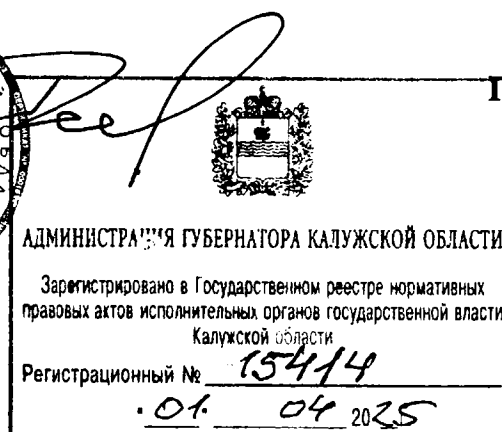 АДМИНИСТРАЦИЯ ГУБЕРНАТОРА КАЛУЖСКОЙ ОБЛАСТИ
Зарегистрировано в Государственном реестре нормативных
правовых актов исполнительных органов государственной власти
Калужской области
Регистрационный № 15414
01 04 2025